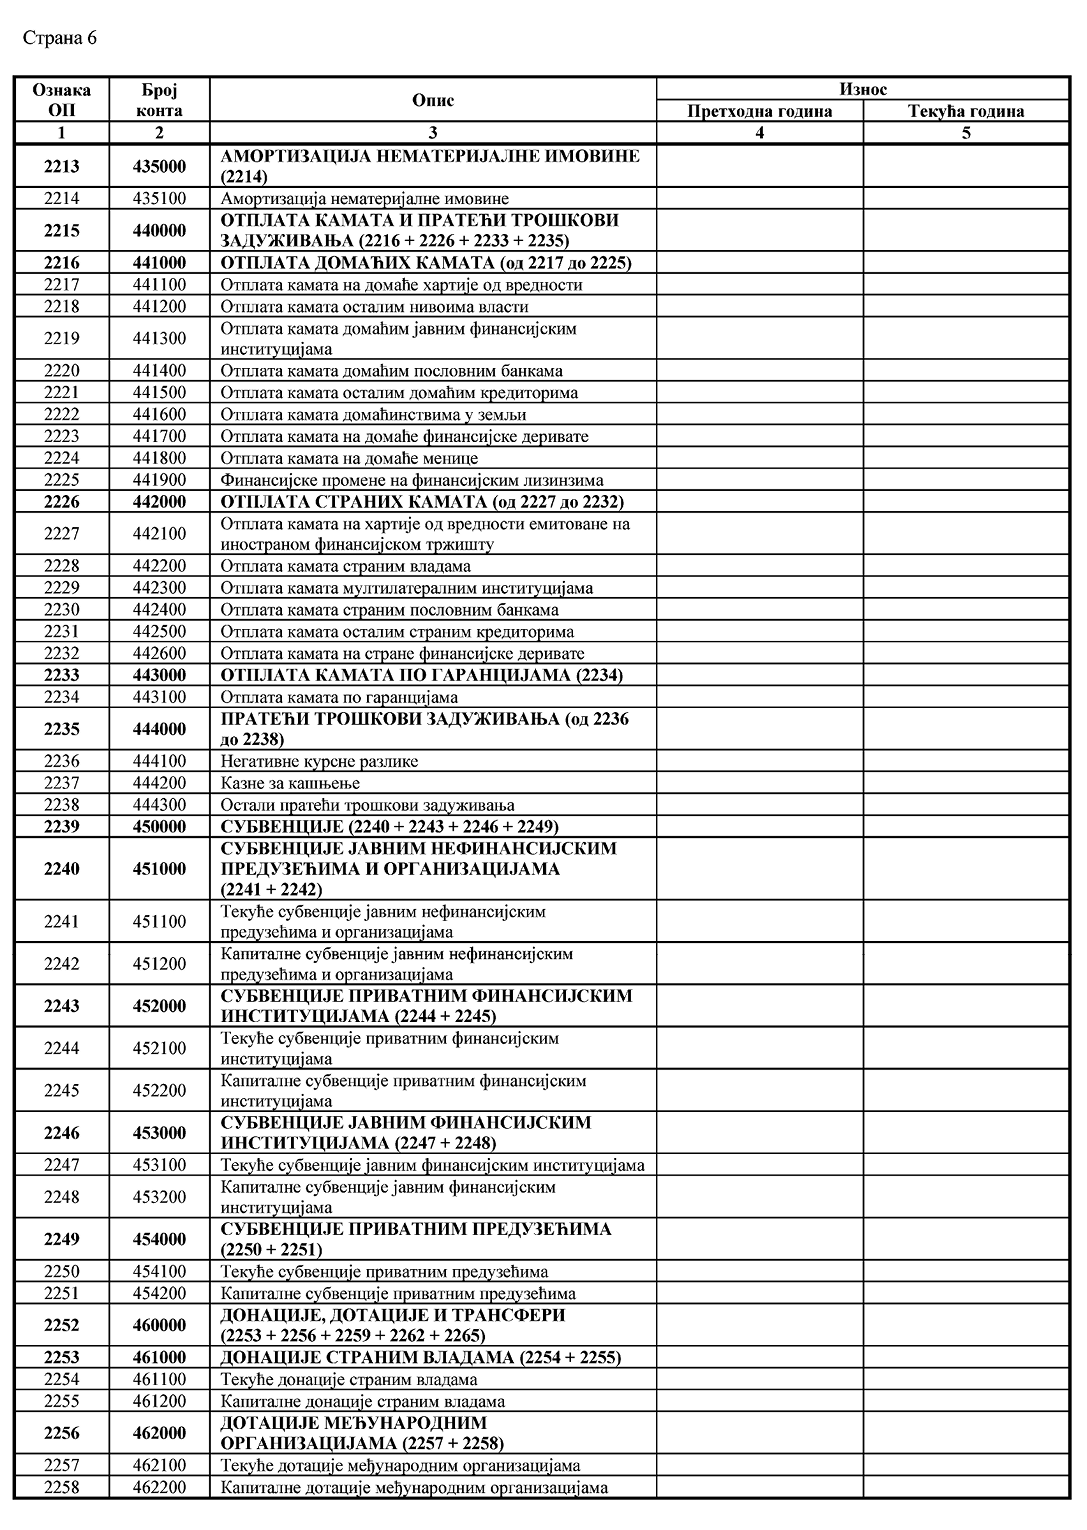 Страна 6
Ознака ОП Број конта Опис Износ
Претходна година Текућа година
1 2 3 4 5
2213 435000 АМОРТИЗАЦИЈА НЕМАТЕРИЈАЛНЕ ИМОВИНЕ
(2214)
2214 435100 Амортизација нематеријалне имовине
2215 440000 ОТПЛАТА КАМАТА И ПРАТЕЋИ ТРОШКОВИ
ЗАДУЖИВАЊА (2216 + 2226 + 2233 + 2235)
2216 441000 ОТПЛАТА ДОМАЋИХ КАМАТА (од 2217 до 2225)
2217 441100 Отплата камата на домаће хартије од вредности
2218 441200 Отплата камата осталим нивоима власти
2219 441300 Отплата камата домаћим јавним финансијским
институцијама
2220 441400 Отплата камата домаћим пословним банкама
2221 441500 Отплата камата осталим домаћим кредиторима
2222 441600 Отплата камата домаћинствима у земљи
2223 441700 Отплата камата на домаће финансијске деривате
2224 441800 Отплата камата на домаће менице
2225 441900 Финансијске промене на финансијским лизинзима
2226 442000 ОТПЛАТА СТРАНИХ КАМАТА (од 2227 до 2232)
2227 442100 Отплата камата на хартије од вредности емитоване на
иностраном финансијском тржишту
2228 442200 Отплата камата страним владама
2229 442300 Отплата камата мултилатералним институцијама
2230 442400 Отплата камата страним пословним банкама
2231 442500 Отплата камата осталим страним кредиторима
2232 442600 Отплата камата на стране финансијске деривате
2233 443000 ОТПЛАТА КАМАТА ПО ГАРАНЦИЈАМА (2234)
2234 443100 Отплата камата по гаранцијама
2235 444000 ПРАТЕЋИ ТРОШКОВИ ЗАДУЖИВАЊА (од 2236
до 2238)
2236 444100 Негативне курсне разлике
2237 444200 Казне за кашњење
2238 444300 Остали пратећи трошкови задуживања
2239 450000 СУБВЕНЦИЈЕ (2240 + 2243 + 2246 + 2249)
2240 451000 СУБВЕНЦИЈЕ ЈАВНИМ НЕФИНАНСИЈСКИМ
ПРЕДУЗЕЋИМА И ОРГАНИЗАЦИЈАМА
(2241 + 2242)
2241 451100 Текуће субвенције јавним нефинансијским
предузећима и организацијама
2242 451200 Капиталне субвенције јавним нефинансијским
предузећима и организацијама
2243 452000 СУБВЕНЦИЈЕ ПРИВАТНИМ ФИНАНСИЈСКИМ
ИНСТИТУЦИЈАМА (2244 + 2245)
2244 452100 Текуће субвенције приватним финансијским
институцијама
2245 452200 Капиталне субвенције приватним финансијским
институцијама
2246 453000 СУБВЕНЦИЈЕ ЈАВНИМ ФИНАНСИЈСКИМ
ИНСТИТУЦИЈАМА (2247 + 2248)
2247 453100 Текуће субвенције јавним финансијским институцијама
2248 453200 Капиталне субвенције јавним финансијским
институцијама
2249 454000 СУБВЕНЦИЈЕ ПРИВАТНИМ ПРЕДУЗЕЋИМА
(2250 + 2251)
2250 454100 Текуће субвенције приватним предузећима
2251 454200 Капиталне субвенције приватним предузећима
2252 460000 ДОНАЦИЈЕ, ДОТАЦИЈЕ И ТРАНСФЕРИ
(2253 + 2256 + 2259 + 2262 + 2265)
2253 461000 ДОНАЦИЈЕ СТРАНИМ ВЛАДАМА (2254 + 2255)
2254 461100 Текуће донације страним владама
2255 461200 Капиталне донације страним владама
2256 462000 ДОТАЦИЈЕ МЕЂУНАРОДНИМ
ОРГАНИЗАЦИЈАМА (2257 + 2258)
2257 462100 Текуће дотације међународним организацијама
2258 462200 Капиталне дотације међународним организацијама